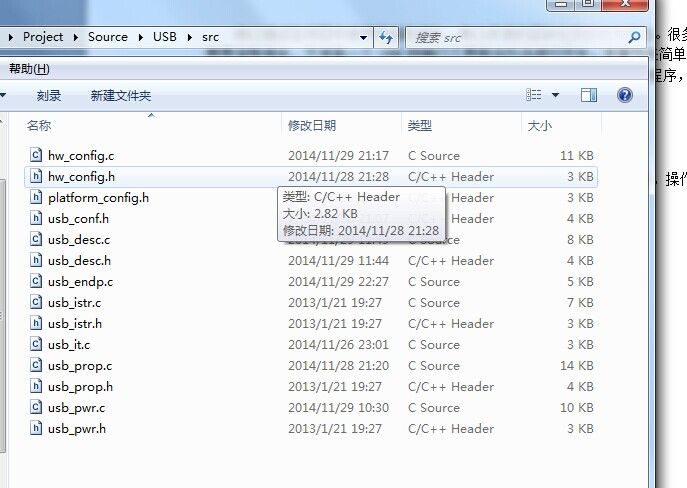 Project ▸ Source ▸ USB ▸ src
搜索 src
很多
简单
程序，
帮助(H)
刻录 新建文件夹
名称 修改日期 类型 大小
hw_config.c 2014/11/29 21:17 C Source 11 KB
hw_config.h 2014/11/28 21:28 C/C++ Header 3 KB
操作
platform_config.h 3 KB
类型: C/C++ Header
大小: 2.82 KB
修改日期: 2014/11/28 21:28
usb_conf.h C/C++ Header 4 KB
usb_desc.c C Source 8 KB
usb_desc.h 2014/11/29 11:44 C/C++ Header 4 KB
usb_endp.c 2014/11/29 22:27 C Source 5 KB
usb_istr.c 2013/1/21 19:27 C Source 7 KB
usb_istr.h 2013/1/21 19:27 C/C++ Header 3 KB
usb_it.c 2014/11/26 23:01 C Source 3 KB
usb_prop.c 2014/11/28 21:20 C Source 14 KB
usb_prop.h 2013/1/21 19:27 C/C++ Header 4 KB
usb_pwr.c 2014/11/29 10:30 C Source 10 KB
usb_pwr.h 2013/1/21 19:27 C/C++ Header 3 KB